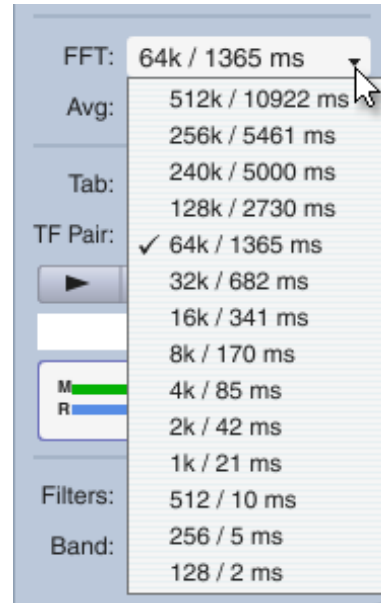 FFT: 64k / 1365 ms
512k / 10922 ms
Avg:
256k / 5461 ms
240k / 5000 ms
Tab:
128k / 2730 ms
TF Pair:
✓ 64k / 1365 ms
32k / 682 ms
16k / 341 ms
8k / 170 ms
M
4k / 85 ms
R
2k / 42 ms
1k / 21 ms
Filters:
512 / 10 ms
256 / 5 ms
Band:
128 / 2 ms